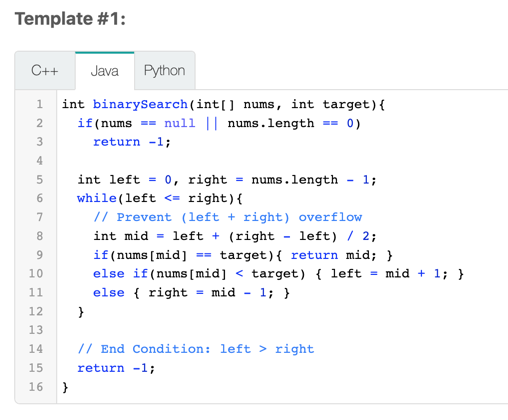 Template #1:
C++ Java Python
1 int binarySearch(int[] nums, int target){
2   if(nums == null || nums.length == 0)
3     return -1;
4
5   int left = 0, right = nums.length - 1;
6   while(left <= right){
7     // Prevent (left + right) overflow
8     int mid = left + (right - left) / 2;
9     if(nums[mid] == target){ return mid; }
10     else if(nums[mid] < target) { left = mid + 1; }
11     else { right = mid - 1; }
12   }
13
14   // End Condition: left > right
15   return -1;
16 }